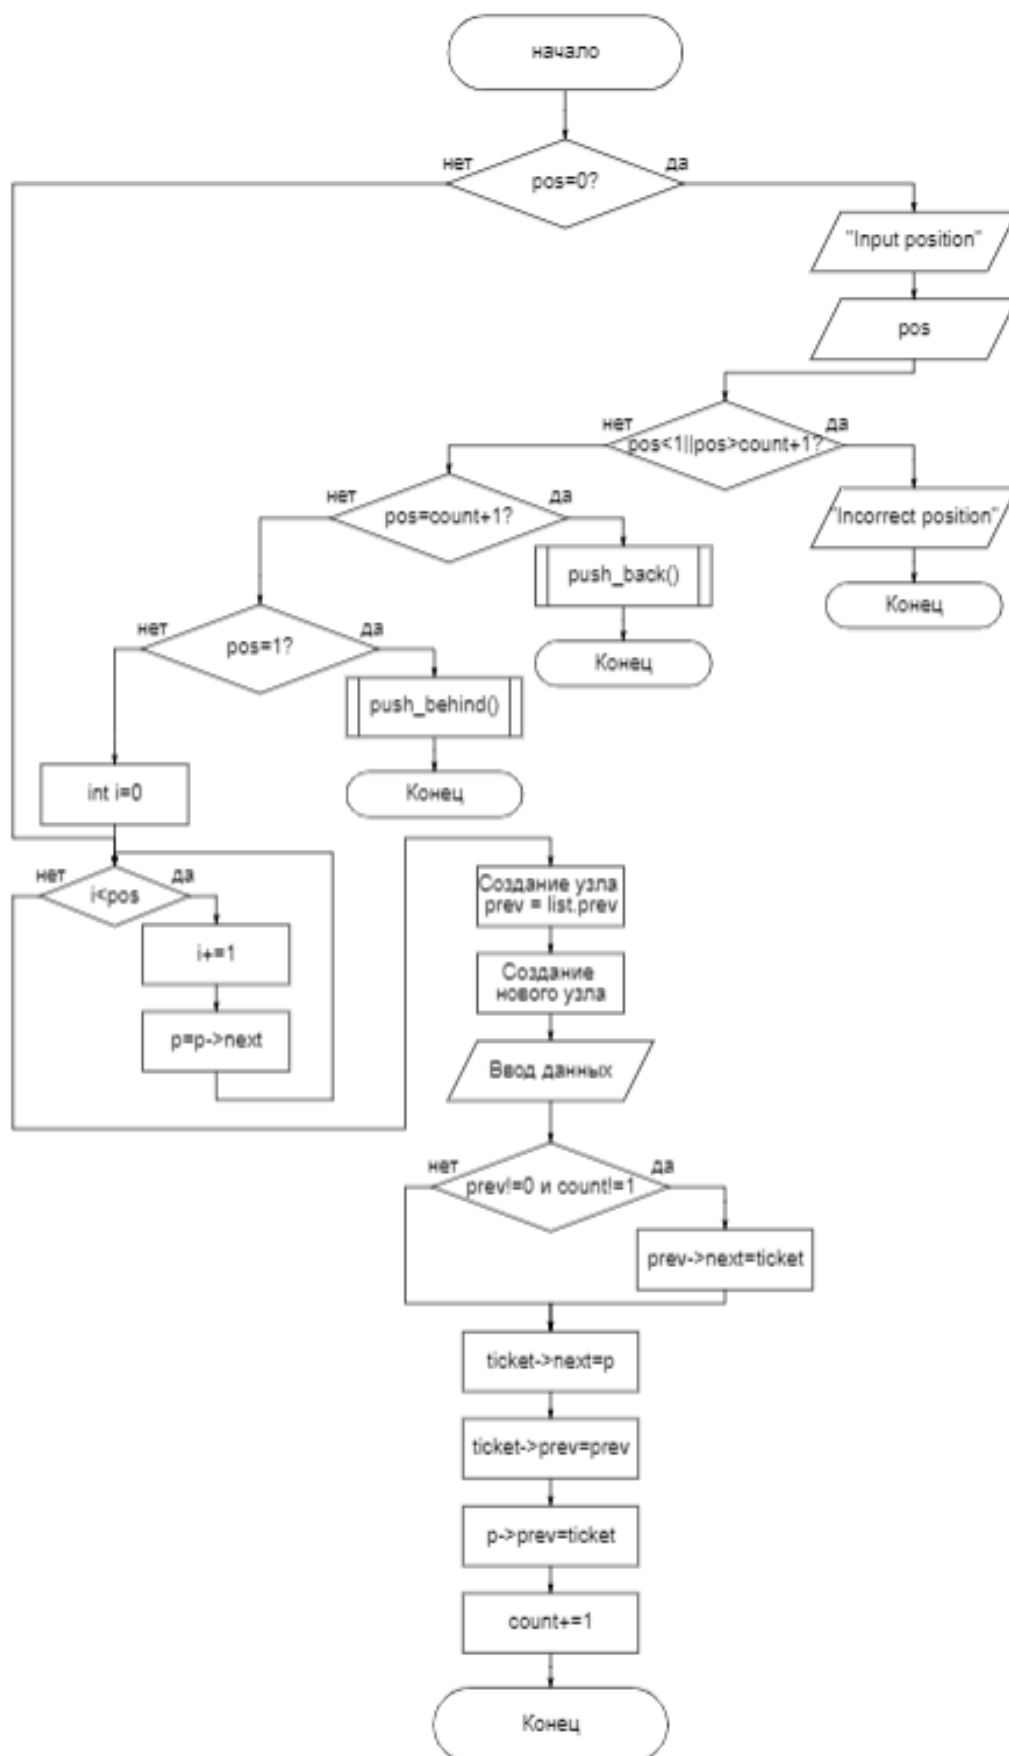 начало
нет
да
pos=0?
"Input position"
pos
нет
да
pos<1||pos>count+1?
нет
да
pos=count+1?
"Incorrect position"
push_back()
Конец
нет
да
pos=1?
Конец
push_behind()
int i=0
Конец
нет
да
i<pos
Создание узла
prev = list.prev
i+=1
Создание
нового узла
p=p->next
Ввод данных
нет
да
prev!=0 и count!=1
prev->next=ticket
ticket->next=p
ticket->prev=prev
p->prev=ticket
count+=1
Конец